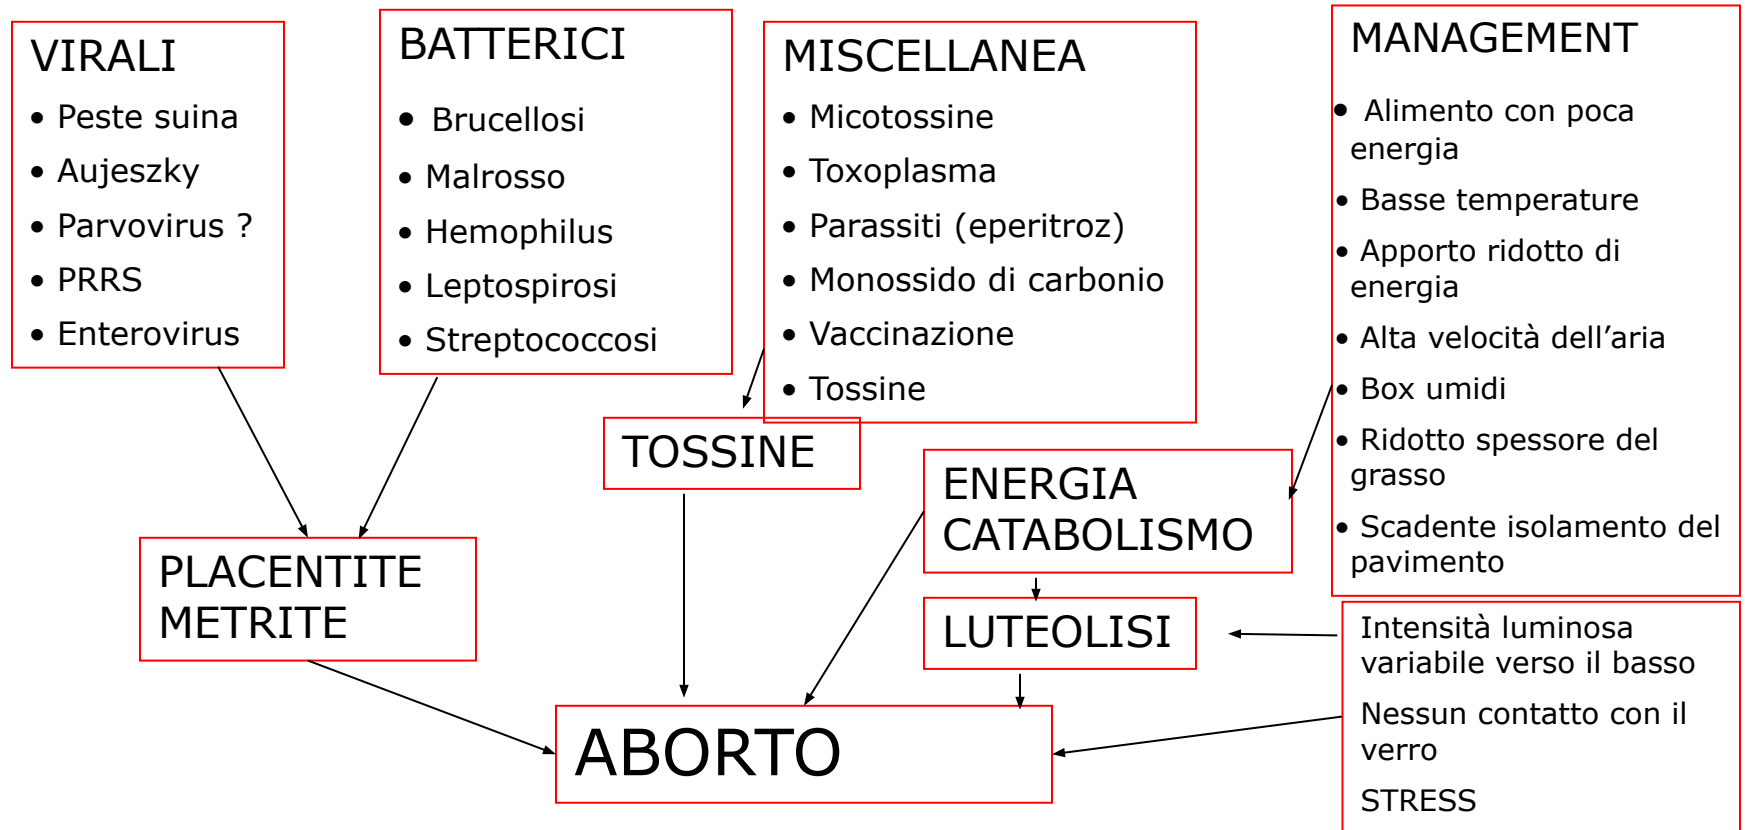 VIRALI
• Peste suina
• Aujeszky
• Parvovirus ?
• PRRS
• Enterovirus
BATTERICI
• Brucellosi
• Malrosso
• Hemophilus
• Leptospirosi
• Streptococcosi
MISCELLANEA
• Micotossine
• Toxoplasma
• Parassiti (eperitroz)
• Monossido di carbonio
• Vaccinazione
• Tossine
MANAGEMENT
• Alimento con poca
energia
• Basse temperature
• Apporto ridotto di
energia
• Alta velocità dell’aria
• Box umidi
• Ridotto spessore del
grasso
• Scadente isolamento del
pavimento
TOSSINE
ENERGIA
CATABOLISMO
PLACENTITE
METRITE
LUTEOLISI
Intensità luminosa
variabile verso il basso
Nessun contatto con il
verro
STRESS
ABORTO